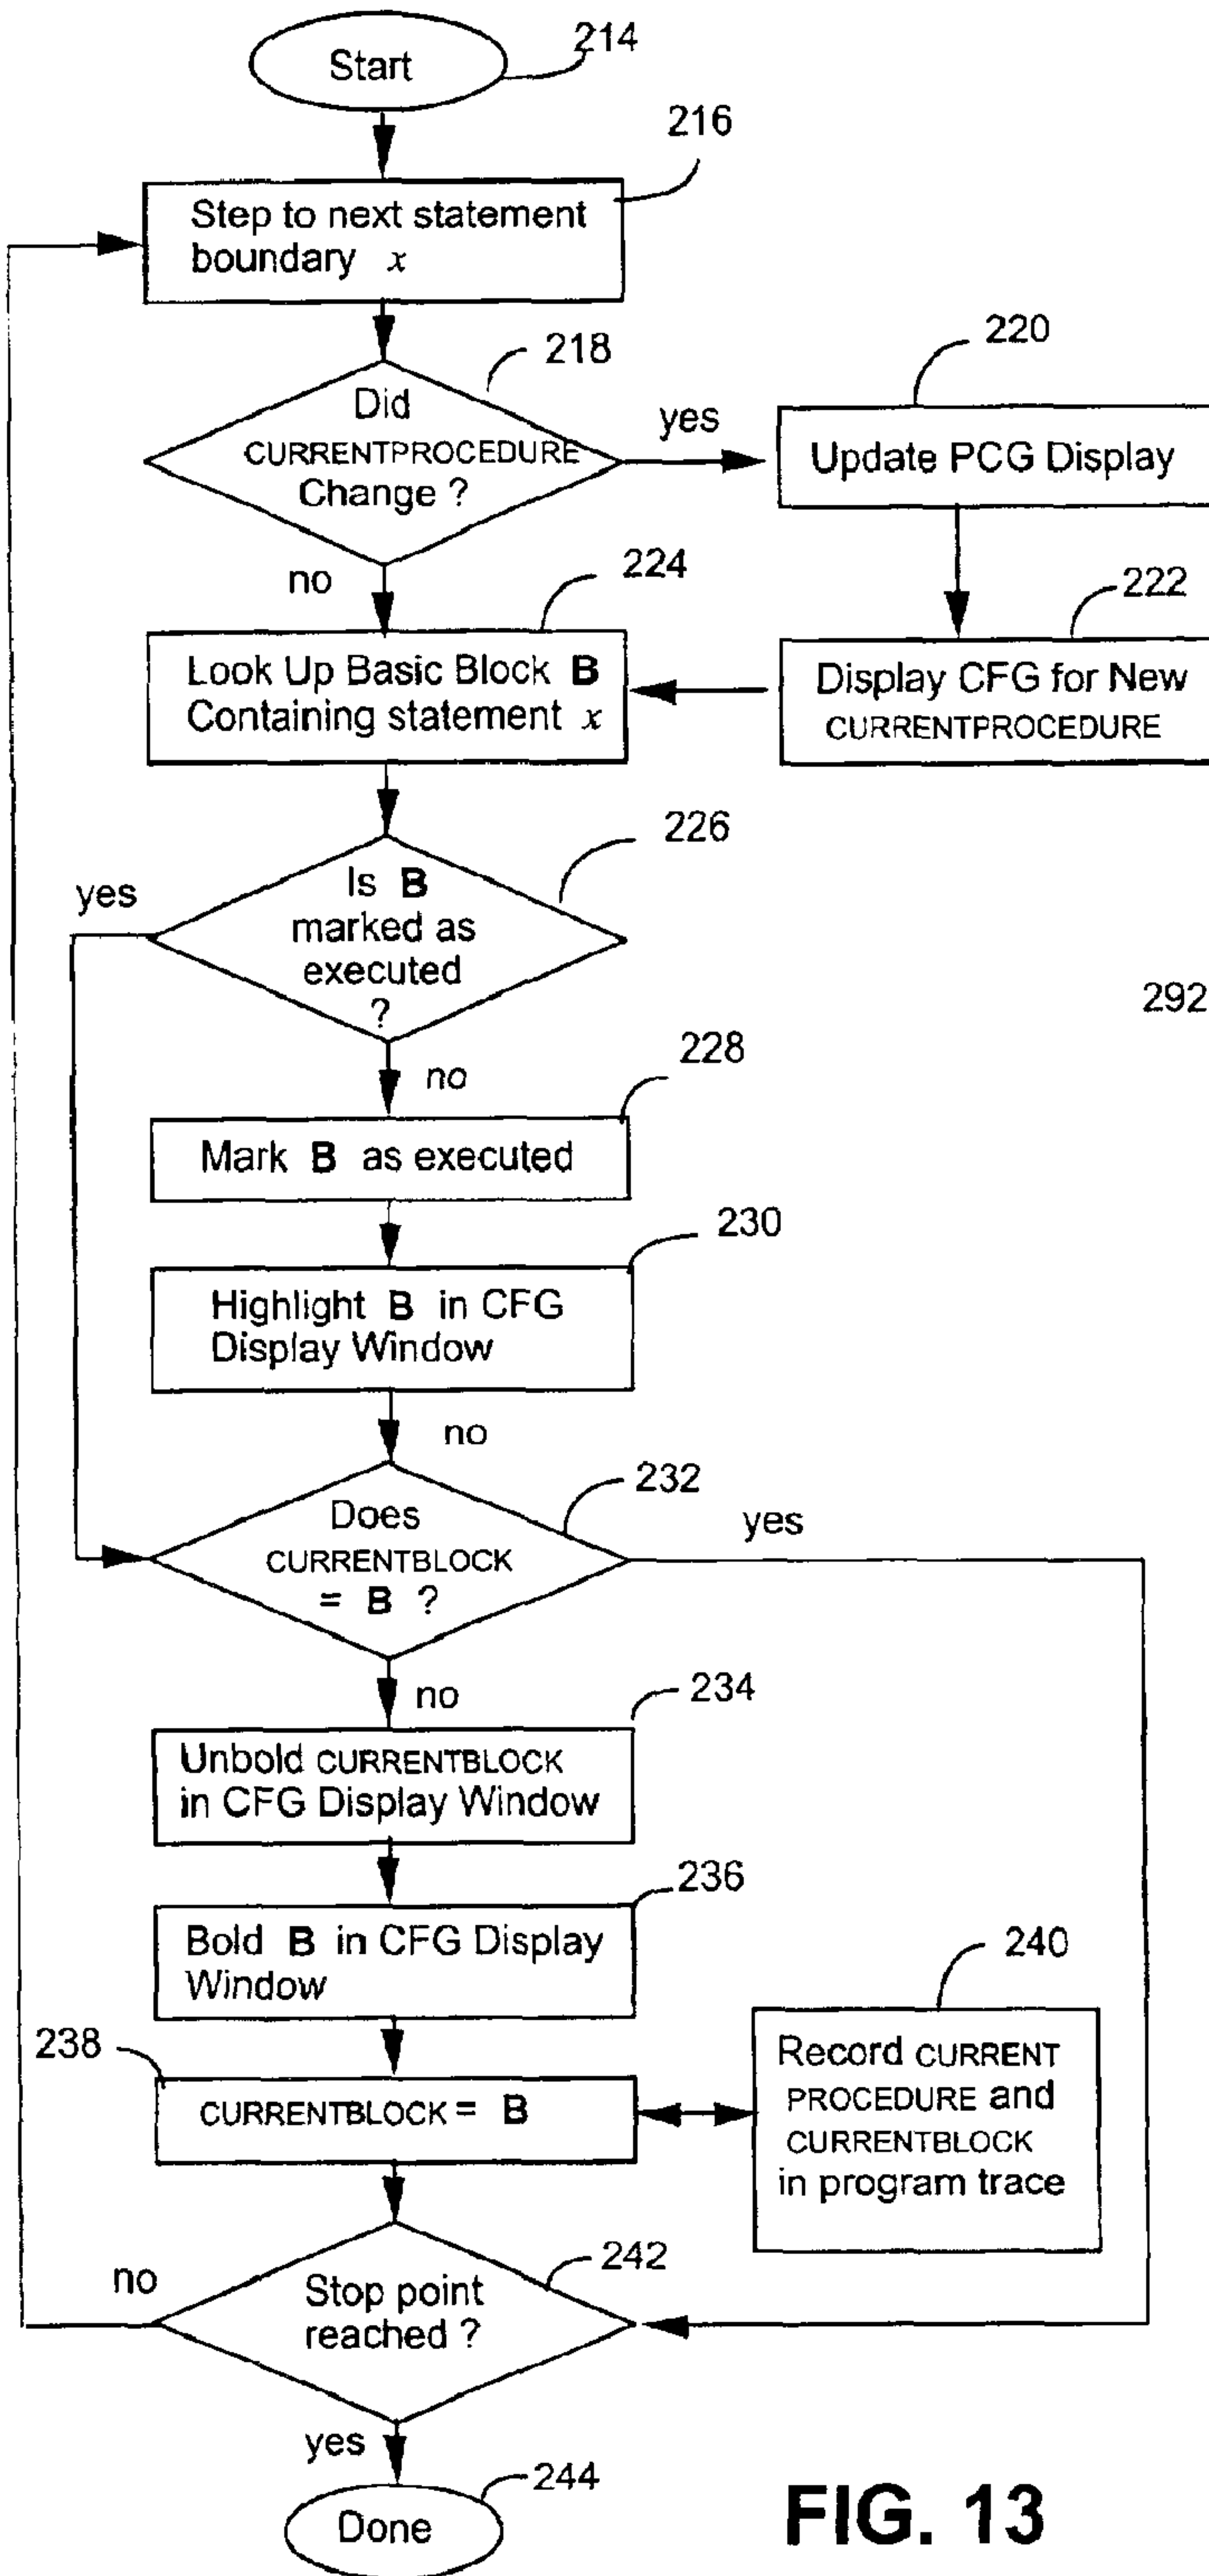 Start
214
216
Step to next statement
boundary x
218
Did
CURRENTPROCEDURE
Change ?
yes
220
Update PCG Display
no
224
222
Look Up Basic Block B
Containing statement x
Display CFG for New
CURRENTPROCEDURE
226
yes
Is B
marked as
executed
?
292
no
228
Mark B as executed
230
Highlight B in CFG
Display Window
no
232
Does
CURRENTBLOCK
= B ?
yes
no
234
Unbold CURRENTBLOCK
in CFG Display Window
236
Bold B in CFG Display
Window
240
238
CURRENTBLOCK = B
Record CURRENT
PROCEDURE and
CURRENTBLOCK
in program trace
242
no
Stop point
reached ?
yes
244
Done
FIG. 13